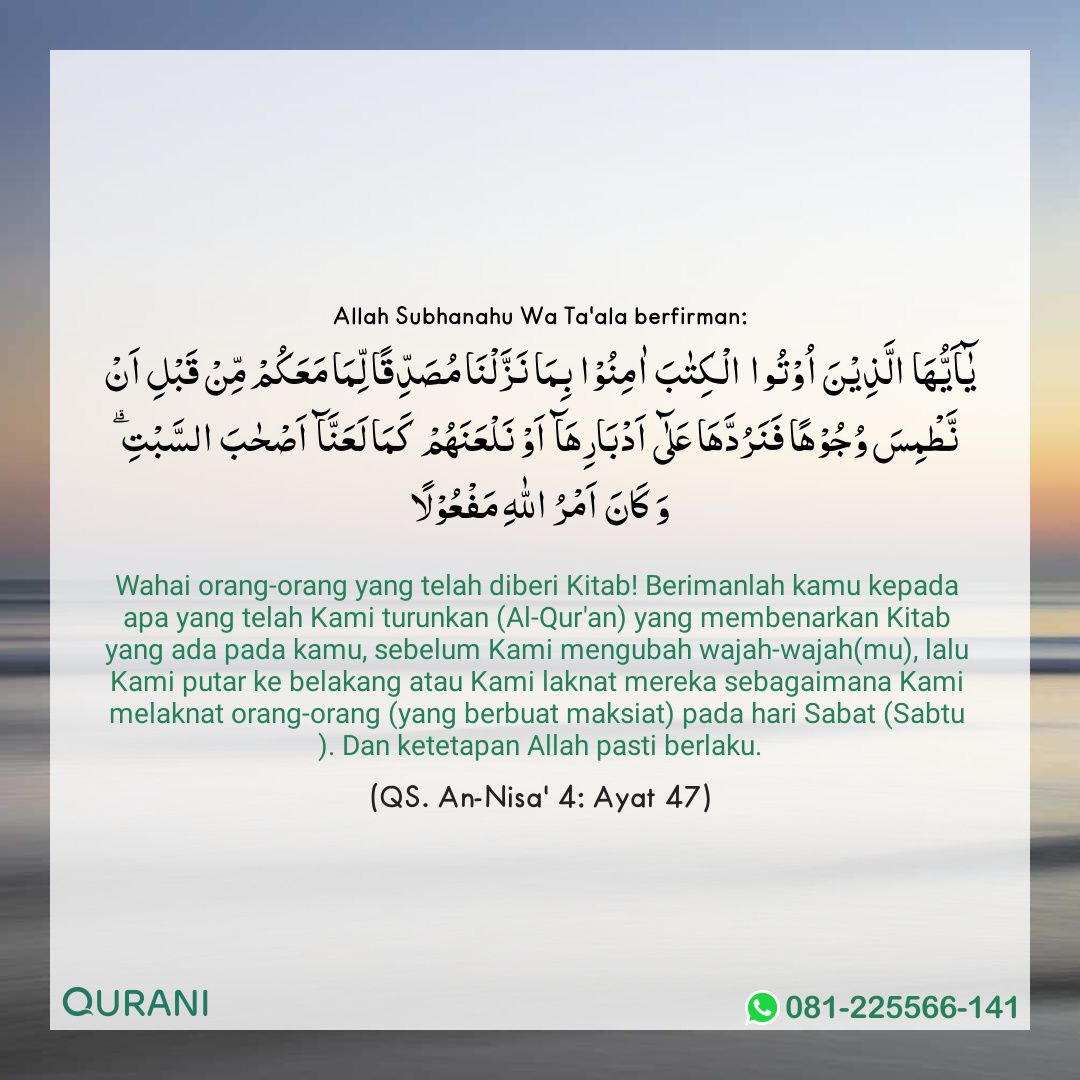 Allah Subhanahu Wa Ta'ala berfirman:
يٰۤـاَيُّهَا الَّذِيْنَ اُوْتُوا الْـكِتٰبَ اٰمِنُوْا بِمَا نَزَّلْنَا مُصَدِّقًا لِّمَا مَعَكُمْ مِّنْ قَبْلِ اَنْ
نَّـطْمِسَ وُجُوْهًا فَنَرُدَّهَا عَلٰۤى اَدْبَارِهَاۤ اَوْ نَـلْعَنَهُمْ كَمَا لَعَنَّاۤ اَصْحٰبَ السَّبْتِ ۗ
وَكَانَ اَمْرُ اللّٰهِ مَفْعُوْلًا
Wahai orang-orang yang telah diberi Kitab! Berimanlah kamu kepada
apa yang telah Kami turunkan (Al-Qur'an) yang membenarkan Kitab
yang ada pada kamu, sebelum Kami mengubah wajah-wajah(mu), lalu
Kami putar ke belakang atau Kami laknat mereka sebagaimana Kami
melaknat orang-orang (yang berbuat maksiat) pada hari Sabat (Sabtu
). Dan ketetapan Allah pasti berlaku.
(QS. An-Nisa' 4: Ayat 47)
QURANI
081-225566-141